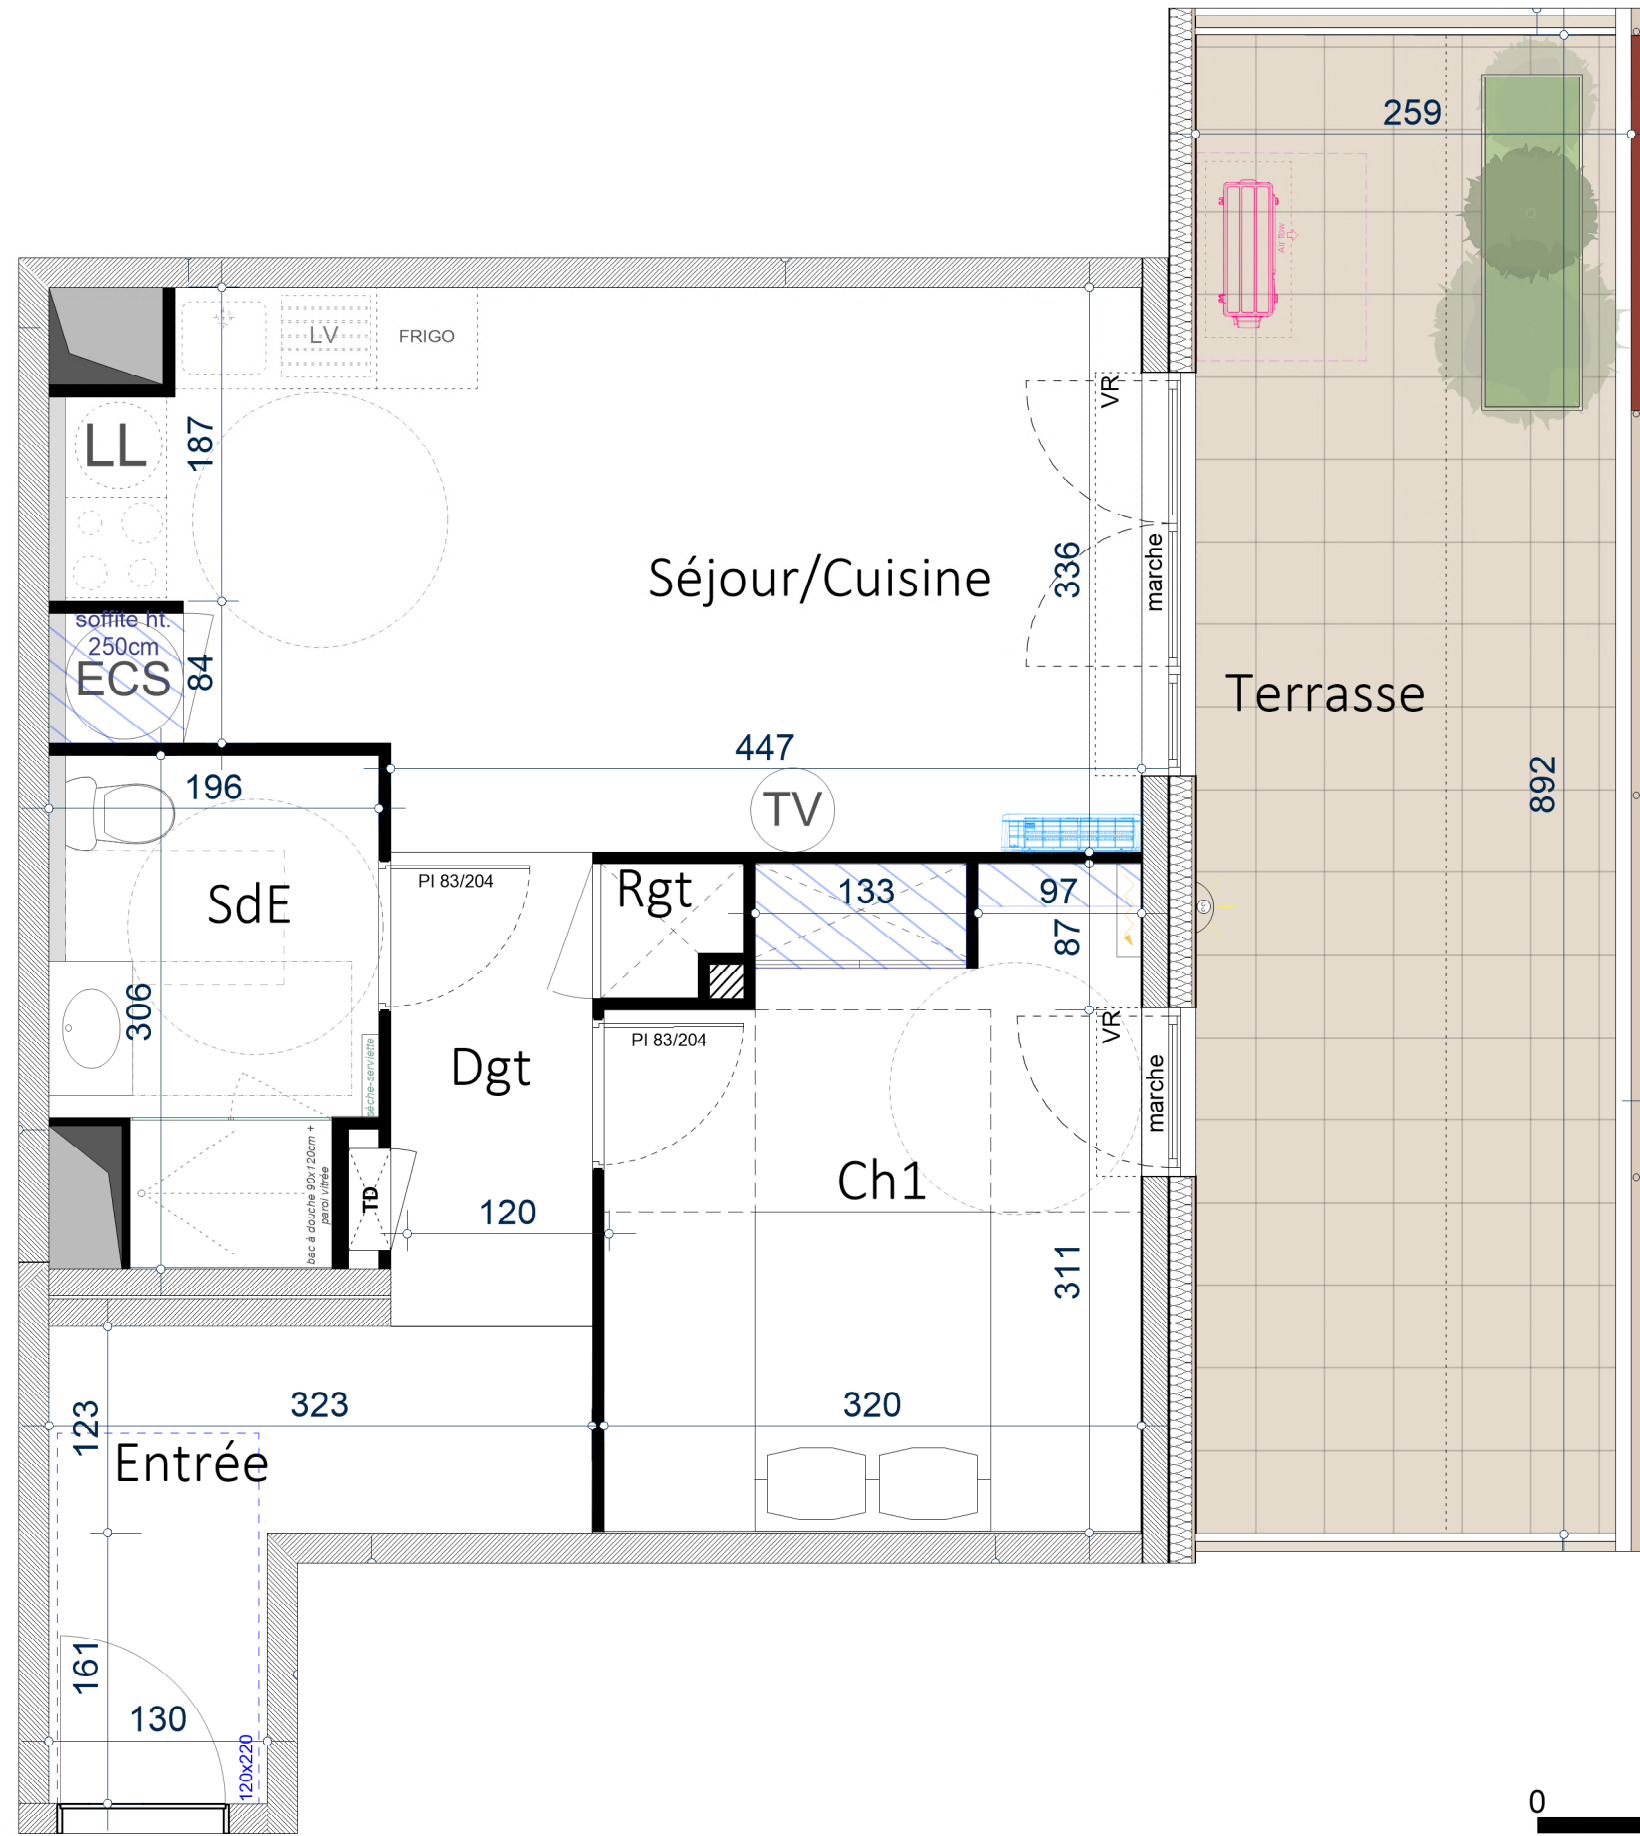 259
Air flow
LV
FRIGO
VR
LL
187
Séjour/Cuisine
336
marche
soffite ht.
250cm
ECS
84
Terrasse
447
196
TV
892
PI 83/204
Rgt
133
97
SdE
87
306
VR
PI 83/204
Dgt
sèche-serviette
marche
Ch1
bac à douche 90x120cm +
paroi vitrée
TD
120
311
323
320
123
Entrée
161
130
120x220
0